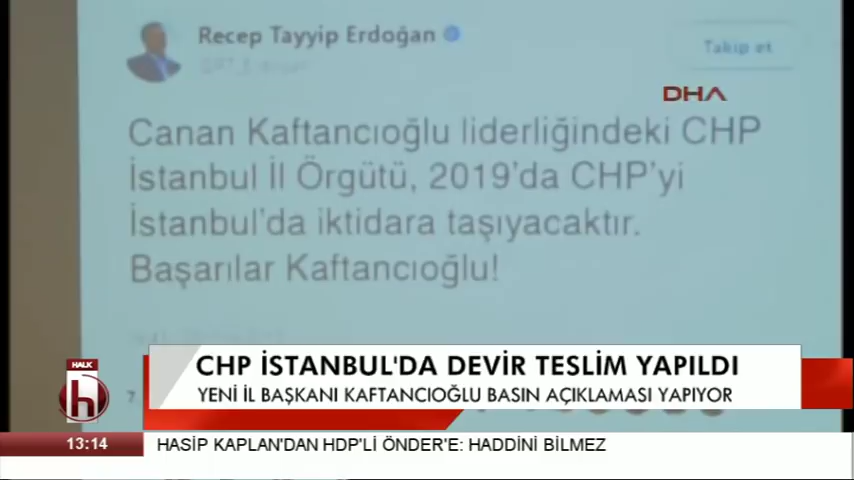 Recep Tayyip Erdoğan
Takip et
DHA
Canan Kaftancıoğlu liderliğindeki CHP
İstanbul İl Örgütü, 2019'da CHP'yi
İstanbul'da iktidara taşıyacaktır.
Başarılar Kaftancıoğlu!
HALK
h
CHP İSTANBUL'DA DEVİR TESLİM YAPILDI
YENİ İL BAŞKANI KAFTANCIOĞLU BASIN AÇIKLAMASI YAPIYOR
13:14
HASİP KAPLAN'DAN HDP'Lİ ÖNDER'E: HADDİNİ BİLMEZ